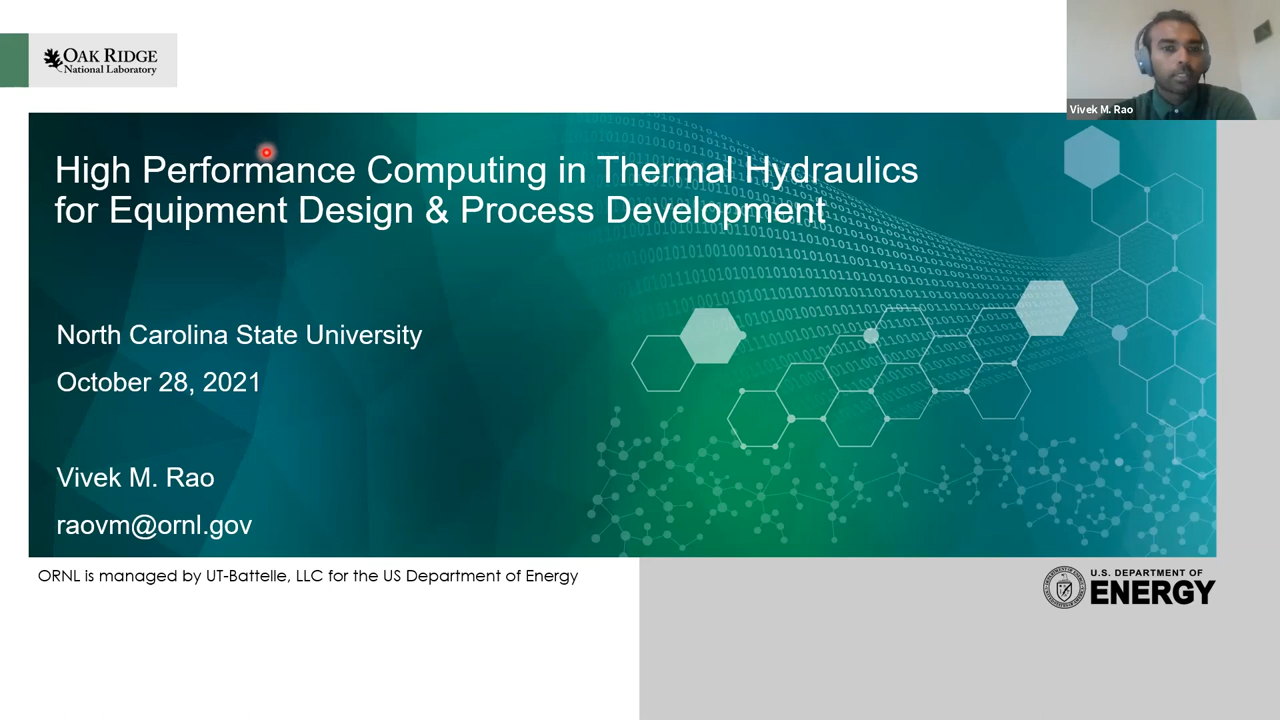 OAK RIDGE
National Laboratory
Vivek M. Rao
High Performance Computing in Thermal Hydraulics
for Equipment Design & Process Development
North Carolina State University
October 28, 2021
Vivek M. Rao
raovm@ornl.gov
ORNL is managed by UT-Battelle, LLC for the US Department of Energy
U.S. DEPARTMENT OF
ENERGY